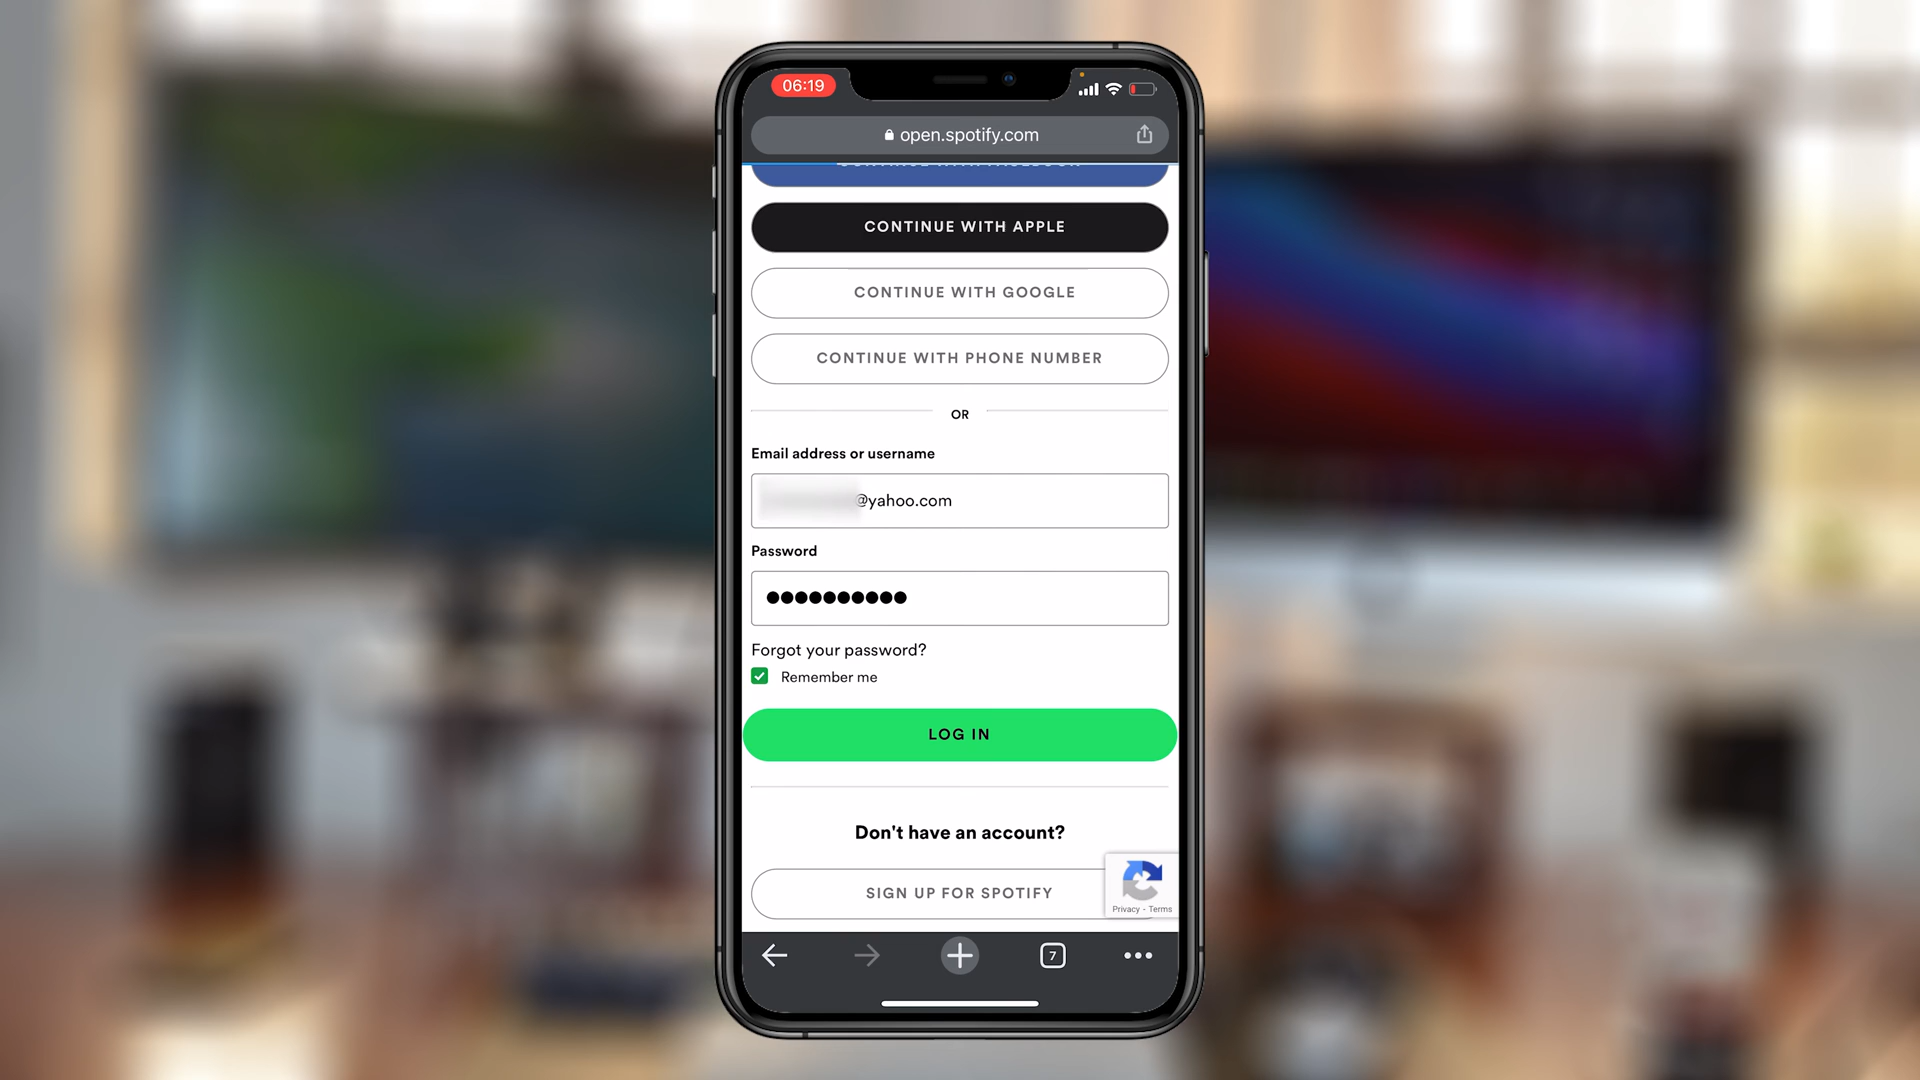 06:19
open.spotify.com
CONTINUE WITH APPLE
CONTINUE WITH GOOGLE
CONTINUE WITH PHONE NUMBER
OR
Email address or username
@yahoo.com
Password
Forgot your password?
Remember me
LOG IN
Don't have an account?
SIGN UP FOR SPOTIFY
Privacy - Terms
7